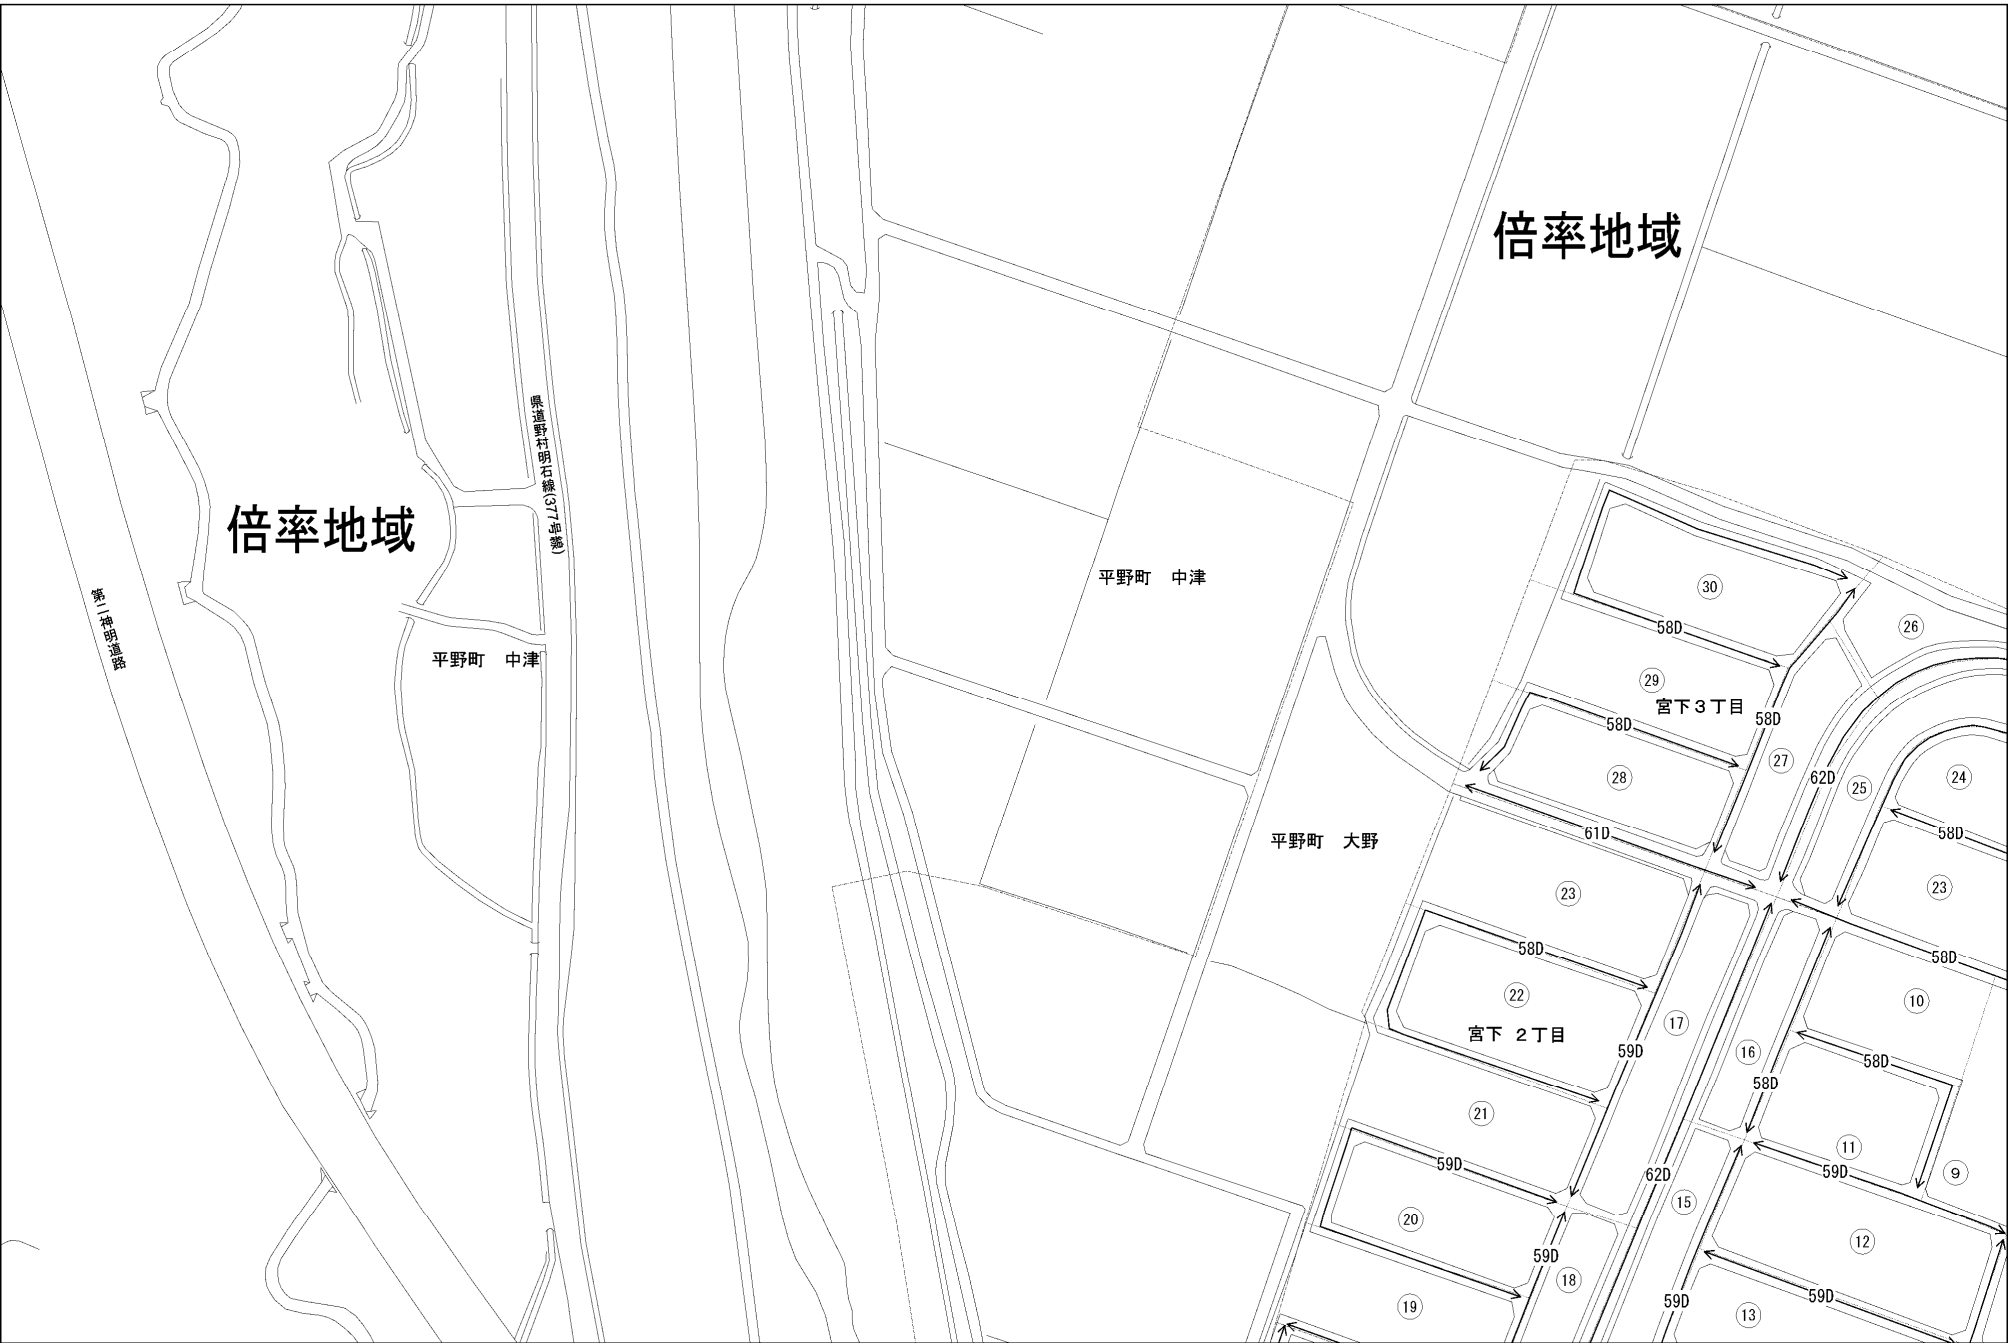 倍率地域
県道野村明石線(377号線)
倍率地域
平野町　中津
30
第二神明道路
58D
26
平野町　中津
29
宮下３丁目
58D
58D
27
28
62D
24
25
61D
58D
平野町　大野
23
23
58D
58D
22
10
17
宮下　２丁目
59D
16
58D
58D
21
11
59D
59D
9
62D
15
20
12
59D
18
59D
59D
19
13